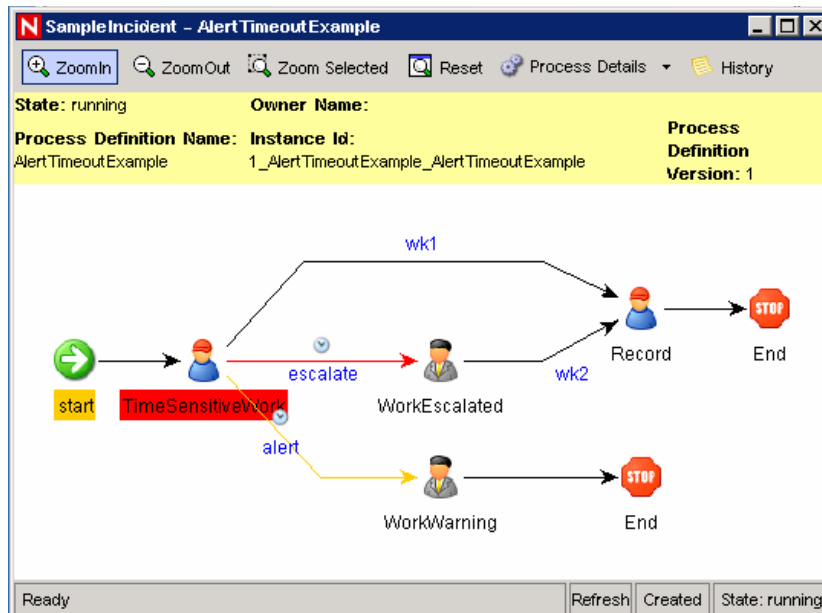 N SampleIncident – AlertTimeoutExample
ZoomIn ZoomOut Zoom Selected Reset Process Details History
State: running Owner Name:
Process Definition Name: Instance Id: Process Definition Version: 1
AlertTimeoutExample 1_AlertTimeoutExample_AlertTimeoutExample
wk1
STOP
Record End
escalate wk2
start TimeSensitiveWork WorkEscalated
alert
STOP
WorkWarning End
Ready Refresh Created State: running